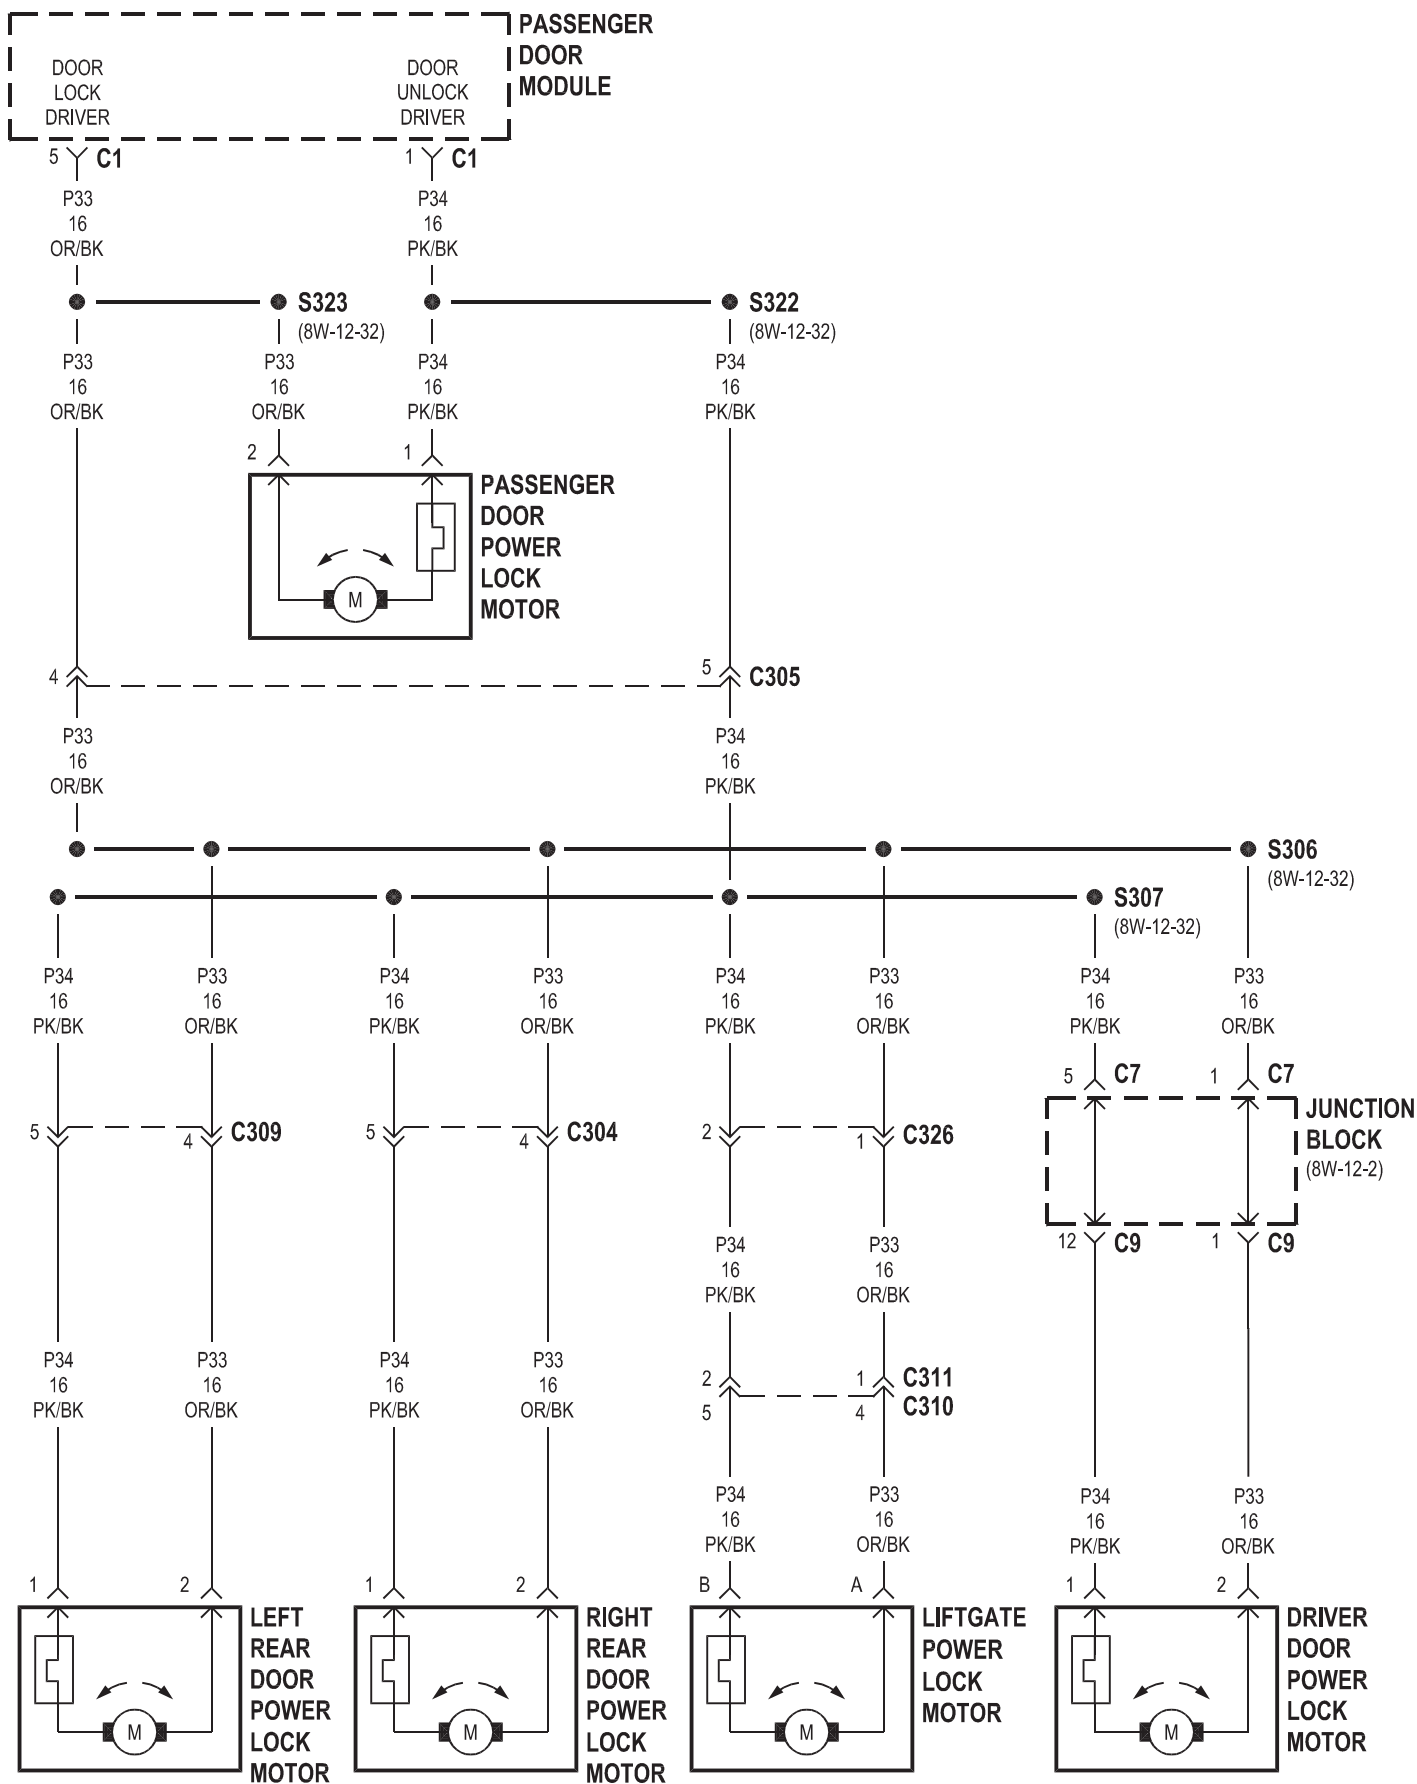 PASSENGER
DOOR
MODULE
DOOR
LOCK
DRIVER
DOOR
UNLOCK
DRIVER
5 C1
1 C1
P33
16
OR/BK
P34
16
PK/BK
S323
(8W-12-32)
S322
(8W-12-32)
P33
16
OR/BK
P33
16
OR/BK
P34
16
PK/BK
P34
16
PK/BK
2
1
PASSENGER
DOOR
POWER
LOCK
MOTOR
M
4
5
C305
P33
16
OR/BK
P34
16
PK/BK
S306
(8W-12-32)
S307
(8W-12-32)
P34
16
PK/BK
P33
16
OR/BK
P34
16
PK/BK
P33
16
OR/BK
P34
16
PK/BK
P33
16
OR/BK
P34
16
PK/BK
P33
16
OR/BK
5 C7
1 C7
JUNCTION
BLOCK
(8W-12-2)
5
4
C309
5
4
C304
2
1
C326
12 C9
1 C9
P34
16
PK/BK
P33
16
OR/BK
P34
16
PK/BK
P33
16
OR/BK
P34
16
PK/BK
P33
16
OR/BK
2
1
C311
5
4
C310
P34
16
PK/BK
P33
16
OR/BK
P34
16
PK/BK
P33
16
OR/BK
1
2
1
2
B
A
1
2
LEFT
REAR
DOOR
POWER
LOCK
MOTOR
M
RIGHT
REAR
DOOR
POWER
LOCK
MOTOR
M
LIFTGATE
POWER
LOCK
MOTOR
M
DRIVER
DOOR
POWER
LOCK
MOTOR
M